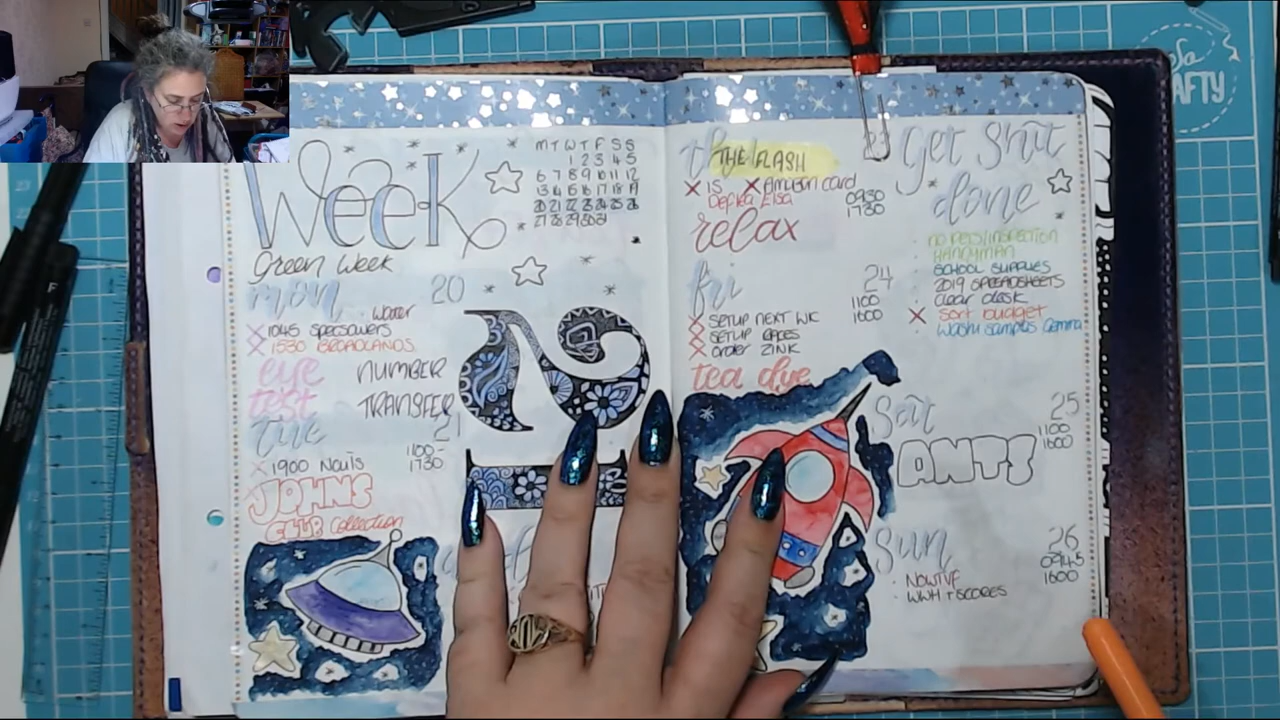 Week
M T W T F S S
1 2 3 4 5
6 7 8 9 10 11 12
13 14 15 16 17 18 19
20 21 22 23 24 25 26
27 28 29 30 31
Green Week
mon 20
Water
1045 Specsavers
1530 BROADLANDS
eye test
NUMBER TRANSFER
tue 21
1100-
1730
1900 Nails
JOHNS
CLUB Collection
THE FLASH
IS
Amazon card
Deflea Elsa
0930
1730
relax
fri 24
1100
1600
SETUP NEXT WK
SETUP
order ZINK
tea dye
Get Shit
done
HANDYMAN
SCHOOL SUPPLIES
2019 SPREADSHEETS
clear desk
Sort budget
Washi samples Gemma
Sat 25
1100
1600
ANTS
Sun 26
0945
1600
NOWTVF
WWH + SCORES
So
CRAFTY